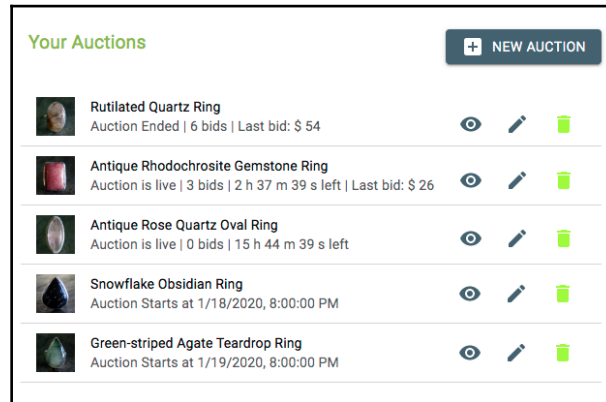 Your Auctions
NEW AUCTION
Rutilated Quartz Ring
Auction Ended | 6 bids | Last bid: $ 54
Antique Rhodochrosite Gemstone Ring
Auction is live | 3 bids | 2 h 37 m 39 s left | Last bid: $ 26
Antique Rose Quartz Oval Ring
Auction is live | 0 bids | 15 h 44 m 39 s left
Snowflake Obsidian Ring
Auction Starts at 1/18/2020, 8:00:00 PM
Green-striped Agate Teardrop Ring
Auction Starts at 1/19/2020, 8:00:00 PM